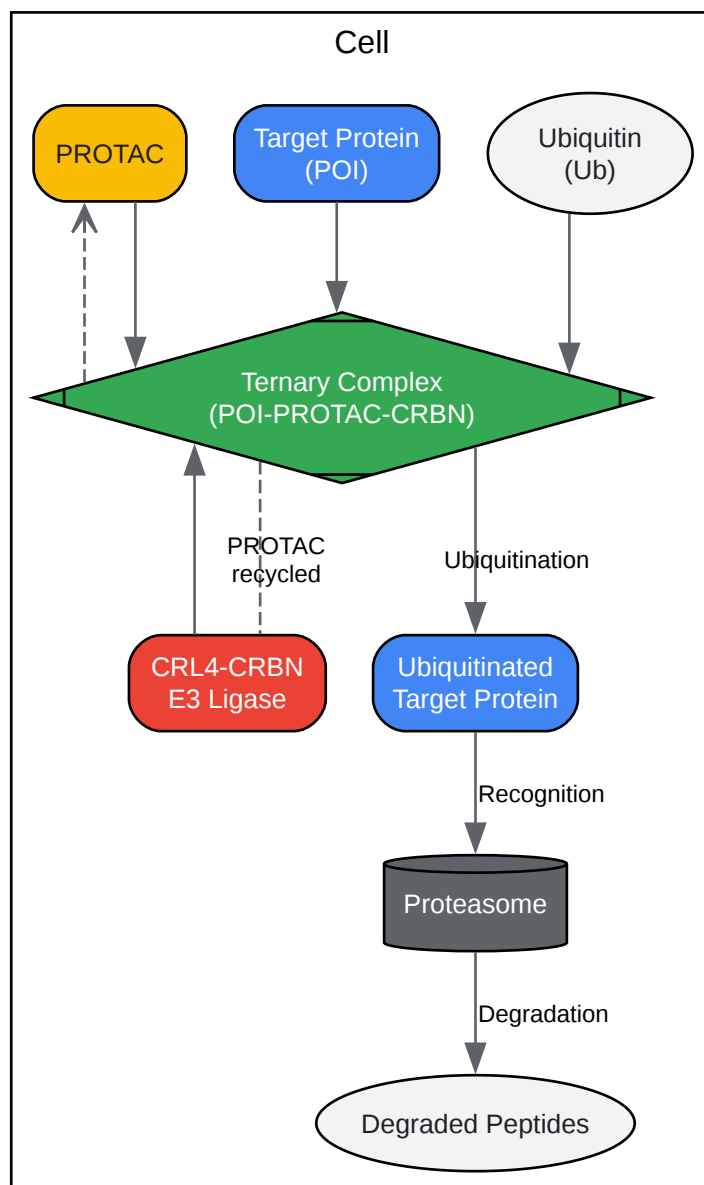 Cell
PROTAC
Target Protein
(POI)
Ubiquitin
(Ub)
Ternary Complex
(POI-PROTAC-CRBN)
PROTAC
recycled
Ubiquitination
CRL4-CRBN
E3 Ligase
Ubiquitinated
Target Protein
Recognition
Proteasome
Degradation
Degraded Peptides